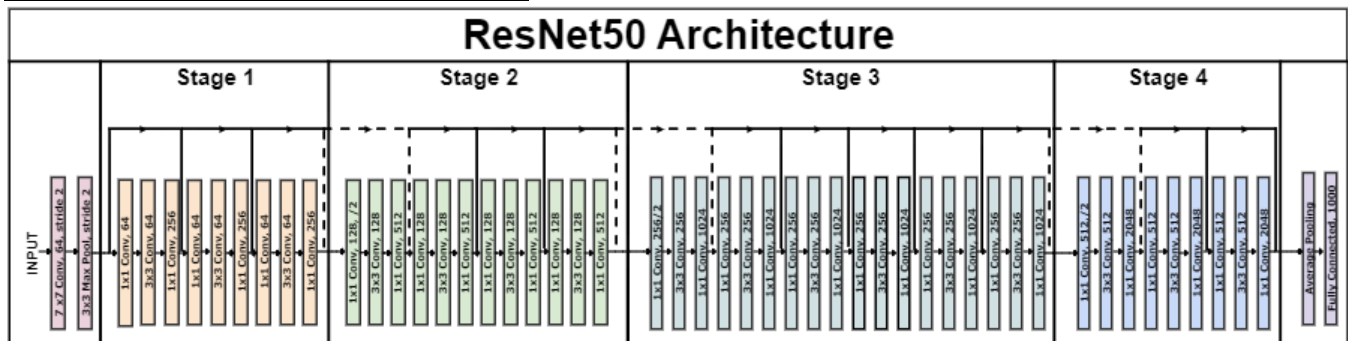 ResNet50 Architecture
Stage 1
Stage 2
Stage 3
Stage 4
INPUT
7 x7 Conv, 64, stride 2
3x3 Max Pool, stride 2
1x1 Conv, 64
3x3 Conv, 64
1x1 Conv, 256
1x1 Conv, 64
3x3 Conv, 64
1x1 Conv, 256
1x1 Conv, 64
3x3 Conv, 64
1x1 Conv, 256
1x1 Conv, 128, /2
3x3 Conv, 128
1x1 Conv, 512
1x1 Conv, 128
3x3 Conv, 128
1x1 Conv, 512
1x1 Conv, 128
3x3 Conv, 128
1x1 Conv, 512
1x1 Conv, 128
3x3 Conv, 128
1x1 Conv, 512
1x1 Conv, 256/2
3x3 Conv, 256
1x1 Conv, 1024
1x1 Conv, 256
3x3 Conv, 256
1x1 Conv, 1024
1x1 Conv, 256
3x3 Conv, 256
1x1 Conv, 1024
1x1 Conv, 256
3x3 Conv, 256
1x1 Conv, 1024
1x1 Conv, 256
3x3 Conv, 256
1x1 Conv, 1024
1x1 Conv, 256
3x3 Conv, 256
1x1 Conv, 1024
1x1 Conv, 512,/2
3x3 Conv, 512
1x1 Conv, 2048
1x1 Conv, 512
3x3 Conv, 512
1x1 Conv, 2048
1x1 Conv, 512
3x3 Conv, 512
1x1 Conv, 2048
Average Pooling
Fully Connected, 1000